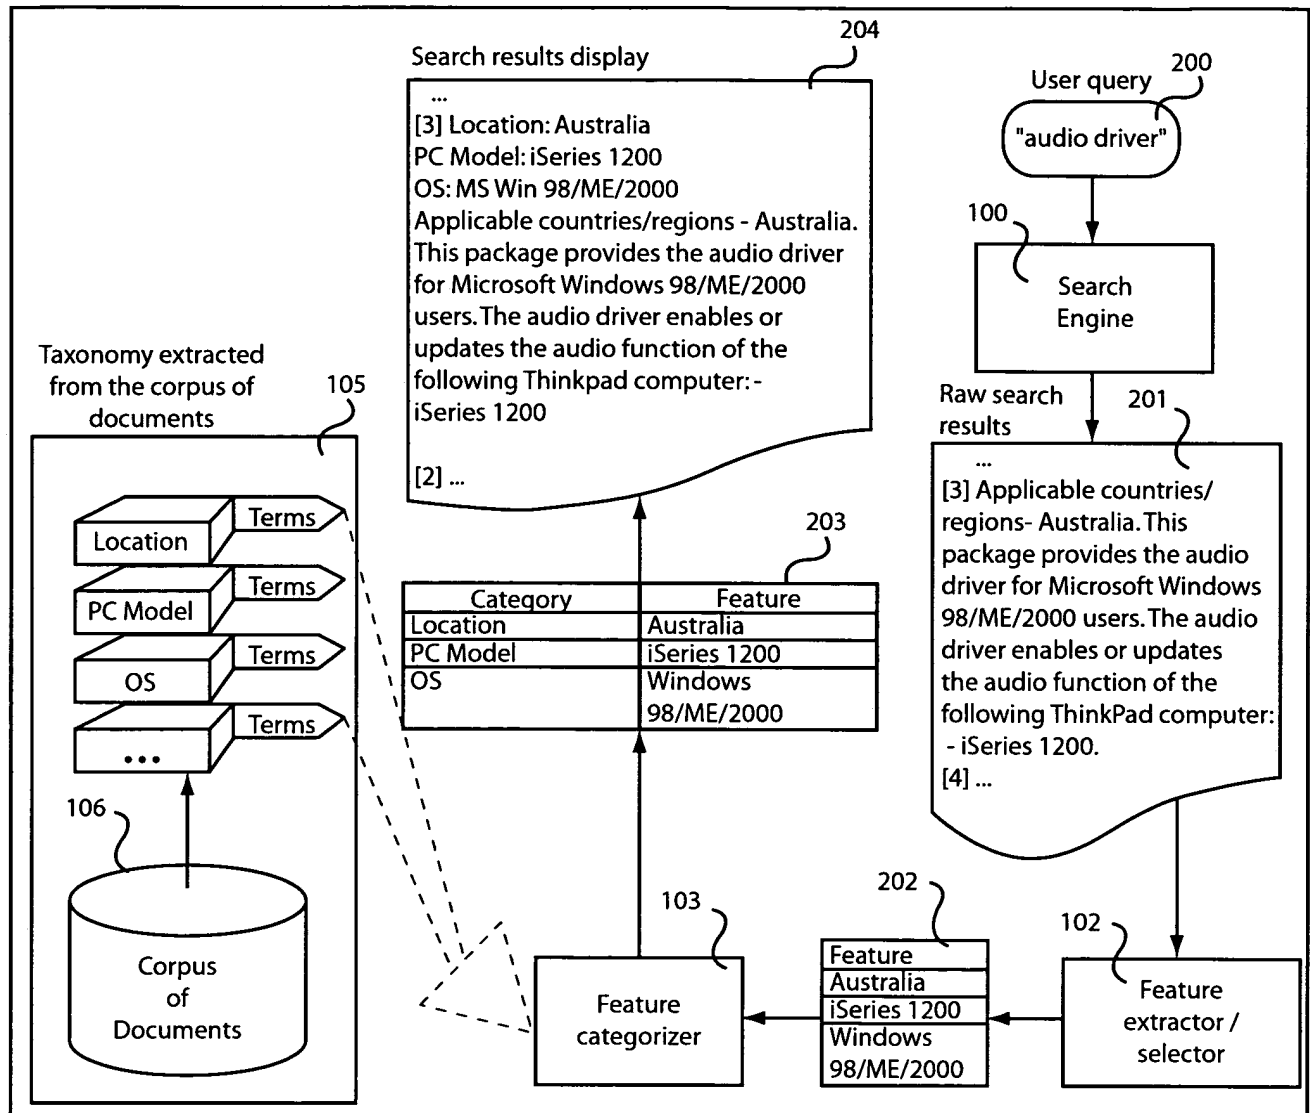 204
Search results display
...
[3] Location: Australia
PC Model: iSeries 1200
OS: MS Win 98/ME/2000
Applicable countries/regions - Australia.
This package provides the audio driver
for Microsoft Windows 98/ME/2000
users. The audio driver enables or
updates the audio function of the
following Thinkpad computer: -
iSeries 1200
[2] ...
200
User query
"audio driver"
100
Search
Engine
Raw search
results
201
...
[3] Applicable countries/
regions- Australia. This
package provides the audio
driver for Microsoft Windows
98/ME/2000 users. The audio
driver enables or updates
the audio function of the
following ThinkPad computer:
- iSeries 1200.
[4] ...
Taxonomy extracted
from the corpus of
documents
105
Location
Terms
PC Model
Terms
OS
Terms
...
Terms
106
Corpus
of
Documents
203
Category Feature
Location Australia
PC Model iSeries 1200
OS Windows
98/ME/2000
103
Feature
categorizer
202
Feature
Australia
iSeries 1200
Windows
98/ME/2000
102
Feature
extractor /
selector